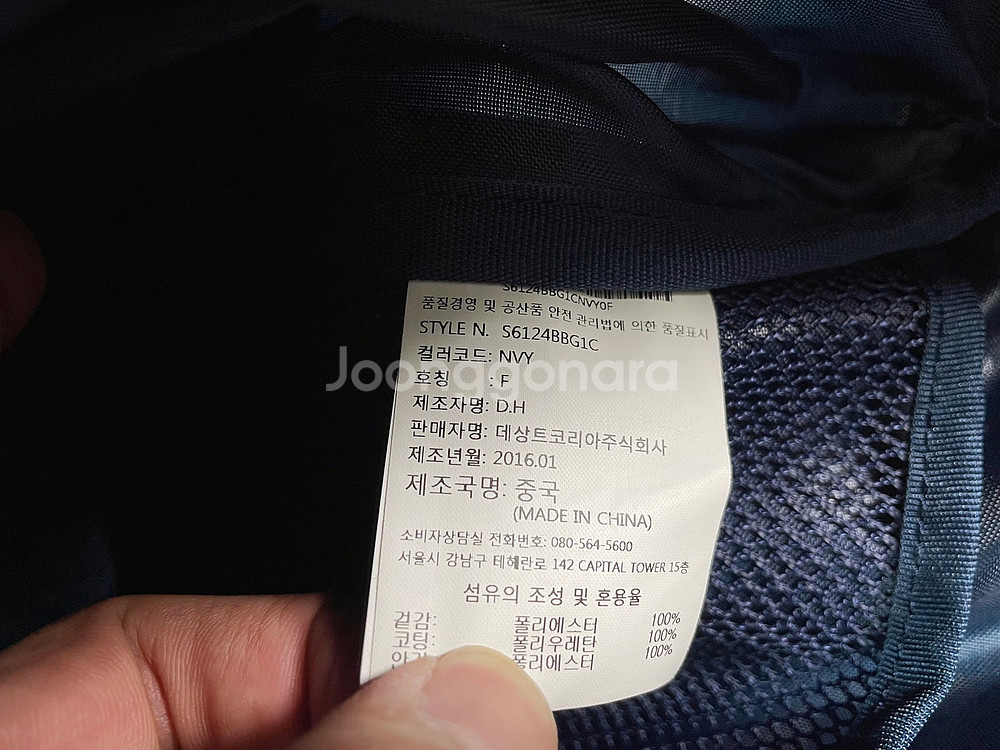 S6124BBG1CNVY0F
품질경영 및 공산품 안전 관리법에 의한 품질표시
STYLE N. S6124BBG1C
컬러코드: NVY
Joonggonara
호칭 : F
제조자명: D.H
판매자명: 데상트코리아주식회사
제조년월: 2016.01
제조국명: 중국
(MADE IN CHINA)
소비자상담실 전화번호: 080-564-5600
서울시 강남구 테헤란로 142 CAPITAL TOWER 15층
섬유의 조성 및 혼용율
겉감: 폴리에스터 100%
코팅: 폴리우레탄 100%
폴리에스터 100%